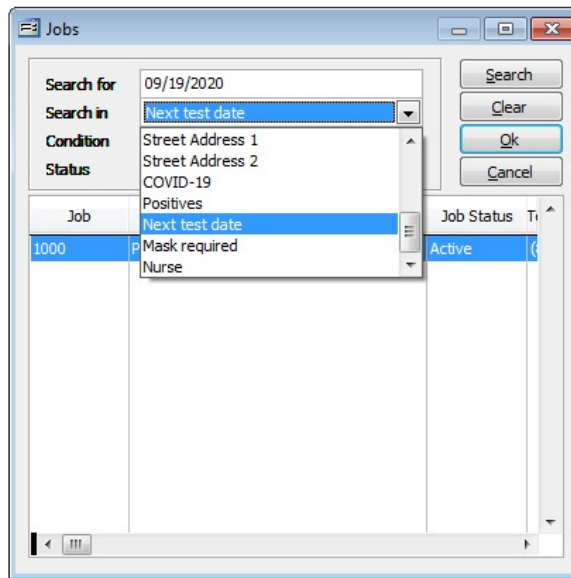 Jobs
Search for 09/19/2020 Search
Search in Next test date Clear
Condition Street Address 1 Ok
Status Street Address 2 Cancel
COVID-19
Positives
Next test date
Mask required
Nurse
Job Job Status
1000 Active